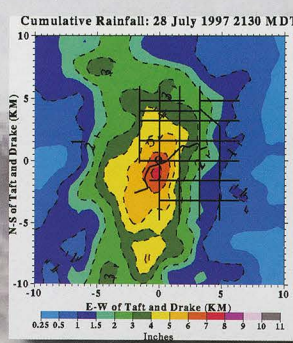 Cumulative Rainfall: 28 July 1997 2130 MDT
N-S of Taft and Drake (KM)
10
5
0
-5
-10
-10 -5 0 5 10
E-W of Taft and Drake (KM)
0.25 0.5 1 1.5 2 3 4 5 6 7 8 9 10 11
Inches